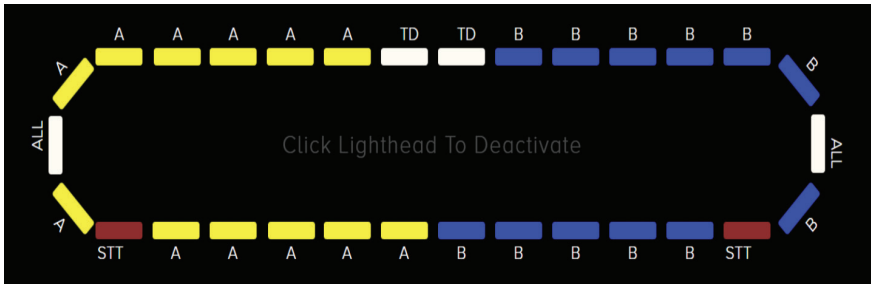 A A A A A TD TD B B B B B
A B
ALL Click Lighthead To Deactivate ALL
A B
STT A A A A A B B B B B STT